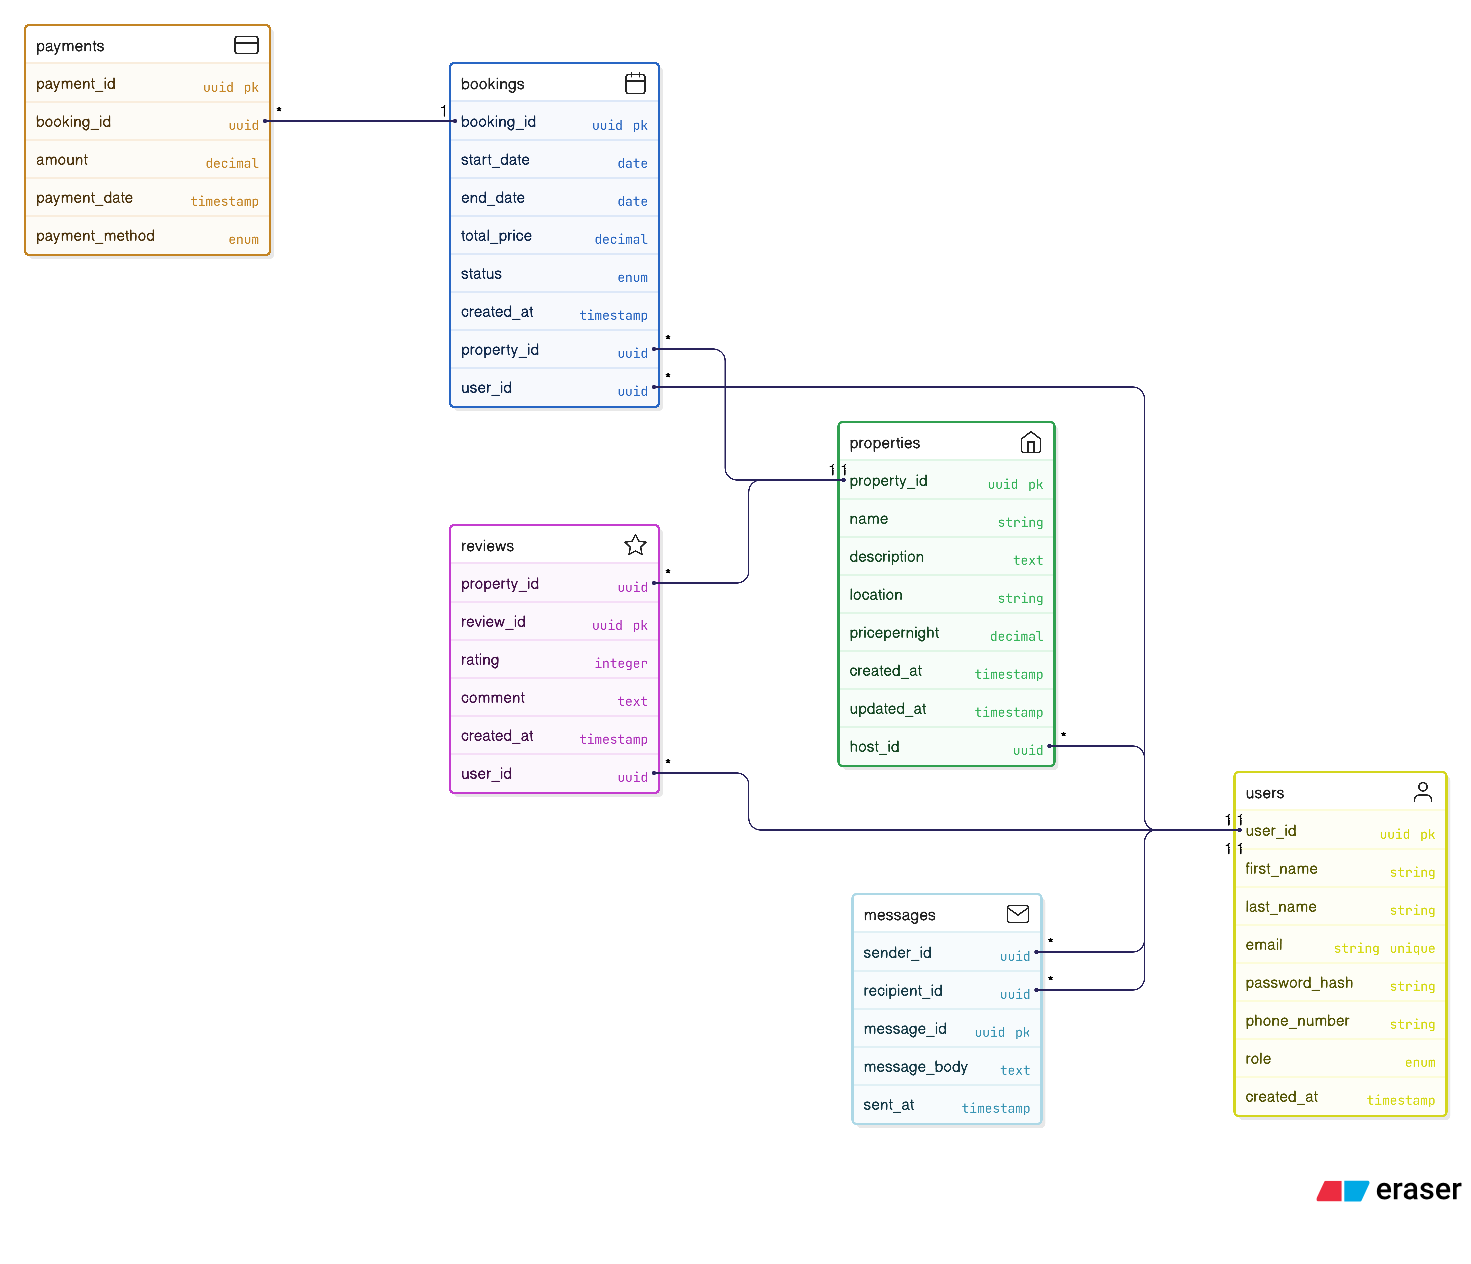 payments
payment_id uuid pk
booking_id uuid
amount decimal
payment_date timestamp
payment_method enum
* 1
bookings
booking_id uuid pk
start_date date
end_date date
total_price decimal
status enum
created_at timestamp
property_id uuid
user_id uuid
*
*
properties
1 1
property_id uuid pk
name string
description text
location string
pricepernight decimal
created_at timestamp
updated_at timestamp
host_id uuid
*
reviews
property_id uuid
review_id uuid pk
rating integer
comment text
created_at timestamp
user_id uuid
*
*
users
1 1
user_id uuid pk
1 1
first_name string
last_name string
email string unique
password_hash string
phone_number string
role enum
created_at timestamp
messages
sender_id uuid
recipient_id uuid
message_id uuid pk
message_body text
sent_at timestamp
*
*
eraser